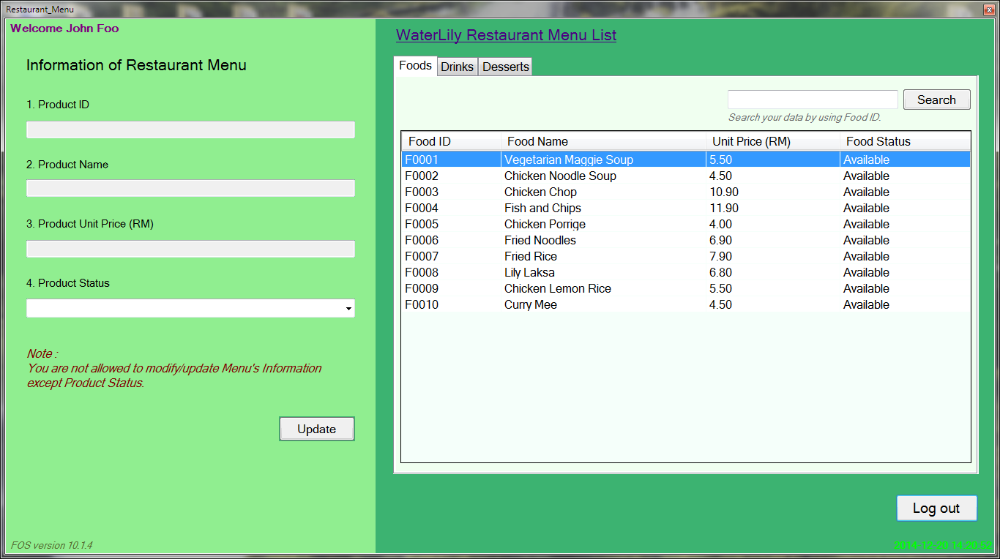 Restaurant_Menu
Welcome John Foo
Information of Restaurant Menu
1. Product ID
2. Product Name
3. Product Unit Price (RM)
4. Product Status
Note :
You are not allowed to modify/update Menu's Information
except Product Status.
Update
FOS version 10.1.4
WaterLily Restaurant Menu List
Foods Drinks Desserts
Search
Search your data by using Food ID.
Food ID Food Name Unit Price (RM) Food Status
F0001 Vegetarian Maggie Soup 5.50 Available
F0002 Chicken Noodle Soup 4.50 Available
F0003 Chicken Chop 10.90 Available
F0004 Fish and Chips 11.90 Available
F0005 Chicken Porrige 4.00 Available
F0006 Fried Noodles 6.90 Available
F0007 Fried Rice 7.90 Available
F0008 Lily Laksa 6.80 Available
F0009 Chicken Lemon Rice 5.50 Available
F0010 Curry Mee 4.50 Available
Log out
2014-12-20 14:20:52